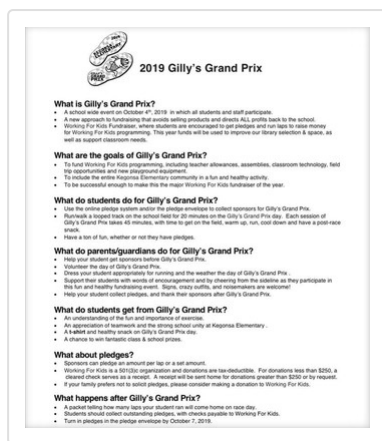 2019 Gilly's Grand Prix
What is Gilly's Grand Prix?
• A school wide event on October 4th, 2019 in which all students and staff participate.
• A new approach to fundraising that avoids selling products and directs ALL profits back to the school.
• Working For Kids Fundraiser, where students are encouraged to get pledges and run laps to raise money
for Working For Kids programming. This year funds will be used to improve our library selection & space, as
well as support classroom needs.
What are the goals of Gilly's Grand Prix?
• To fund Working For Kids programming, including teacher allowances, assemblies, classroom technology, field
trip opportunities and new playground equipment.
• To include the entire Kegonsa Elementary community in a fun and healthy activity.
• To be successful enough to make this the major Working For Kids fundraiser of the year.
What do students do for Gilly's Grand Prix?
• Use the online pledge system and/or the pledge envelope to collect sponsors for Gilly's Grand Prix.
• Run/walk a looped track on the school field for 20 minutes on the Gilly's Grand Prix day. Each session of
Gilly's Grand Prix takes 45 minutes, with time to get on the field, warm up, run, cool down and have a post-race
snack.
• Have a ton of fun, whether or not they have pledges.
What do parents/guardians do for Gilly's Grand Prix?
• Help your student get sponsors before Gilly's Grand Prix.
• Volunteer the day of Gilly's Grand Prix.
• Dress your student appropriately for running and the weather the day of Gilly's Grand Prix .
• Support their students with words of encouragement and by cheering from the sideline as they participate in
this fun and healthy fundraising event. Signs, crazy outfits, and noisemakers are welcome!
• Help your student collect pledges, and thank their sponsors after Gilly's Grand Prix.
What do students get from Gilly's Grand Prix?
• An understanding of the fun and importance of exercise.
• An appreciation of teamwork and the strong school unity at Kegonsa Elementary .
• A t-shirt and healthy snack on Gilly's Grand Prix day.
• A chance to win fantastic class & school prizes.
What about pledges?
• Sponsors can pledge an amount per lap or a set amount.
• Working For Kids is a 501(3)c organization and donations are tax-deductible. For donations less than $250, a
cleared check serves as a receipt. A receipt will be sent home for donations greater than $250 or by request.
• If your family prefers not to solicit pledges, please consider making a donation to Working For Kids.
What happens after Gilly's Grand Prix?
• A packet telling how many laps your student ran will come home on race day.
• Students should collect outstanding pledges, with checks payable to Working For Kids.
• Turn in pledges in the pledge envelope by October 7, 2019.